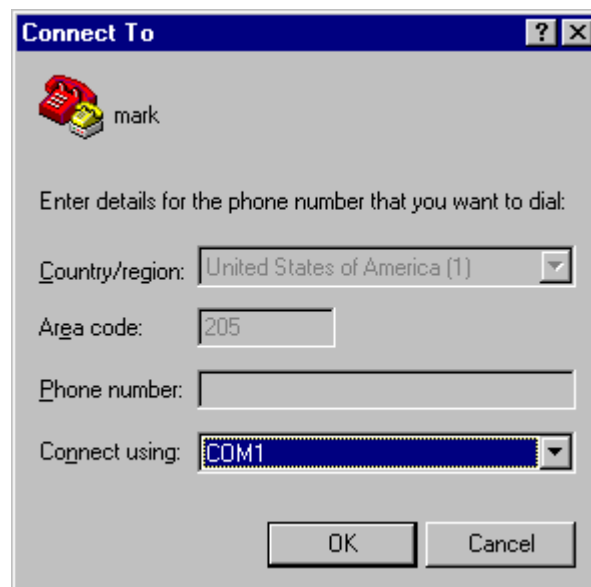 Connect To
mark
Enter details for the phone number that you want to dial:
Country/region: United States of America (1)
Area code: 205
Phone number:
Connect using: COM1
OK Cancel